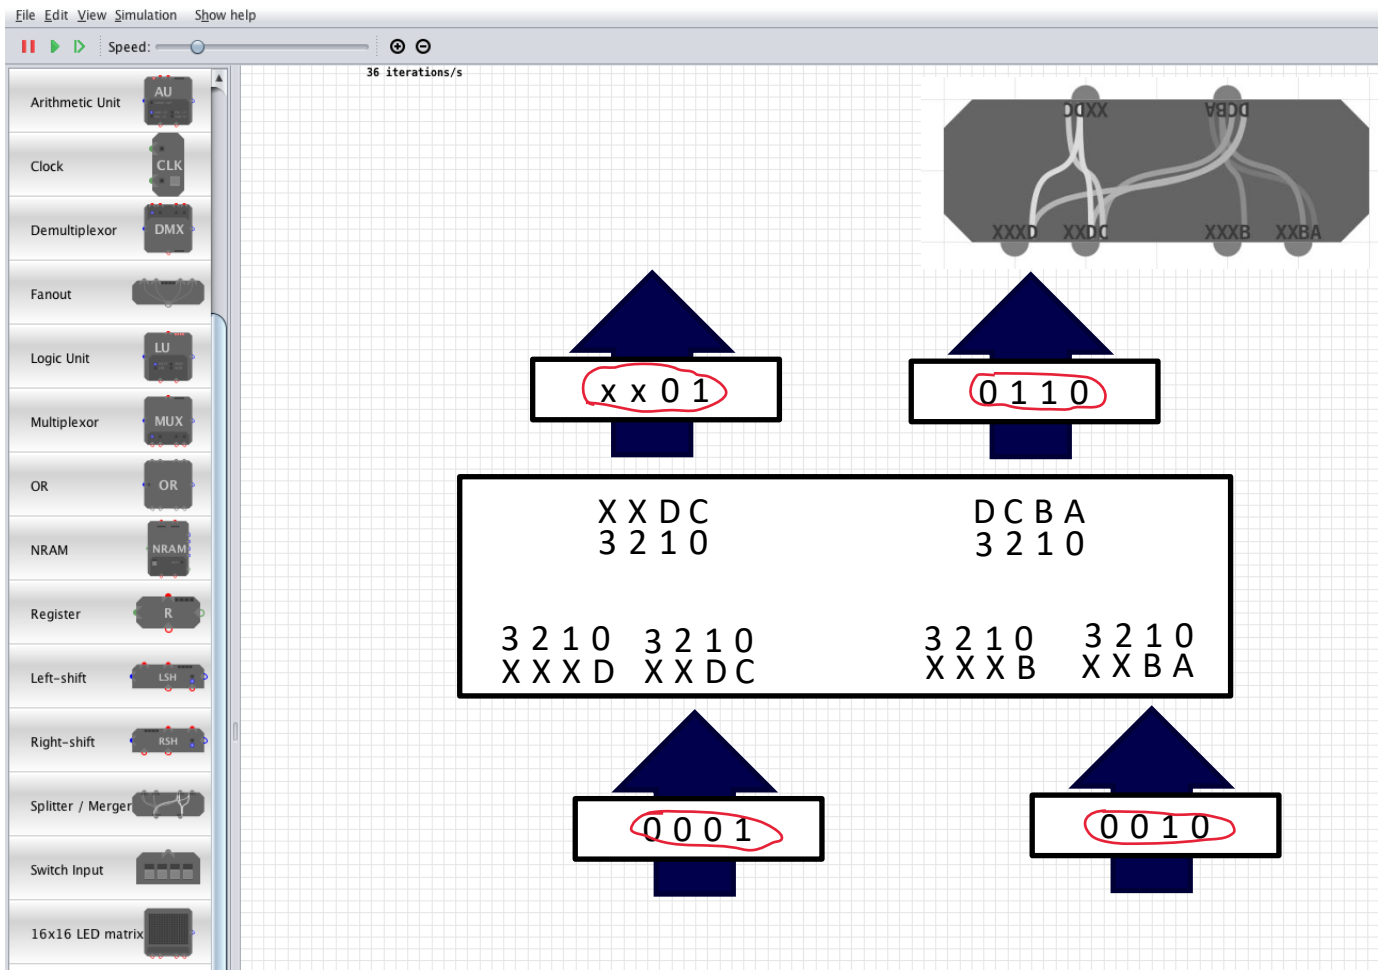 File Edit View Simulation Show help
Speed:
36 iterations/s
Arithmetic Unit AU
Clock CLK
Demultiplexor DMX
Fanout
Logic Unit LU
Multiplexor MUX
OR OR
NRAM NRAM
Register R
Left-shift LSH
Right-shift RSH
Splitter / Merger
Switch Input
16x16 LED matrix
XXDC DCBA
XXXD XXDC XXXB XXBA
x x 0 1 0 1 1 0
X X D C D C B A
3 2 1 0 3 2 1 0
3 2 1 0 3 2 1 0 3 2 1 0 3 2 1 0
X X X D X X D C X X X B X X B A
0 0 0 1 0 0 1 0